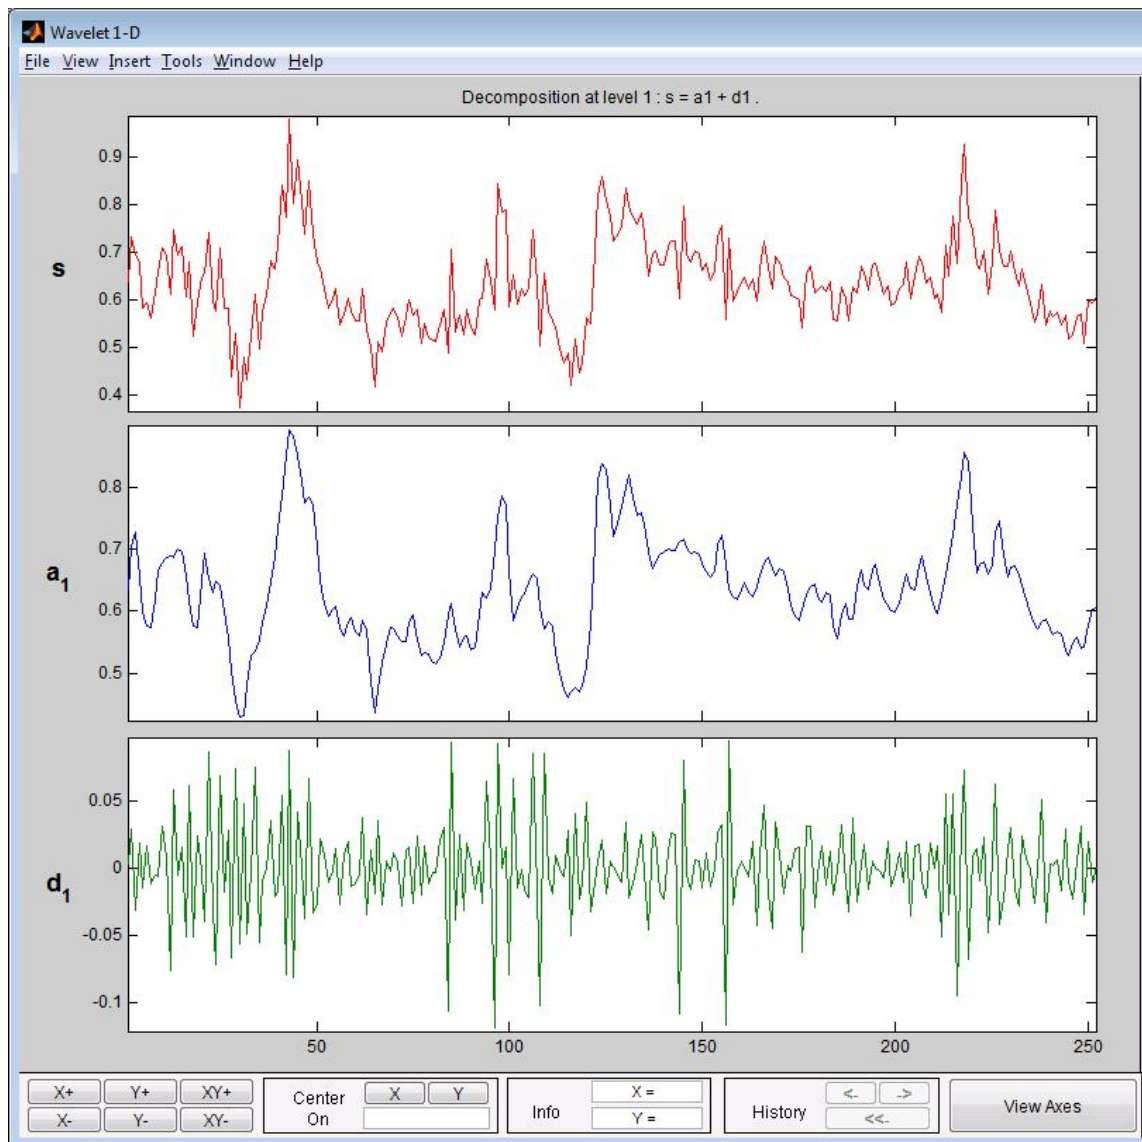 Wavelet 1-D
File View Insert Tools Window Help
Decomposition at level 1 : s = a1 + d1 .
0.9
0.8
0.7
s
0.6
0.5
0.4
0.8
0.7
a1
0.6
0.5
0.05
0
d1
-0.05
-0.1
50 100 150 200 250
X+ Y+ XY+
X- Y- XY-
Center On
X Y
Info
X =
Y =
History
<- ->
<<-
View Axes